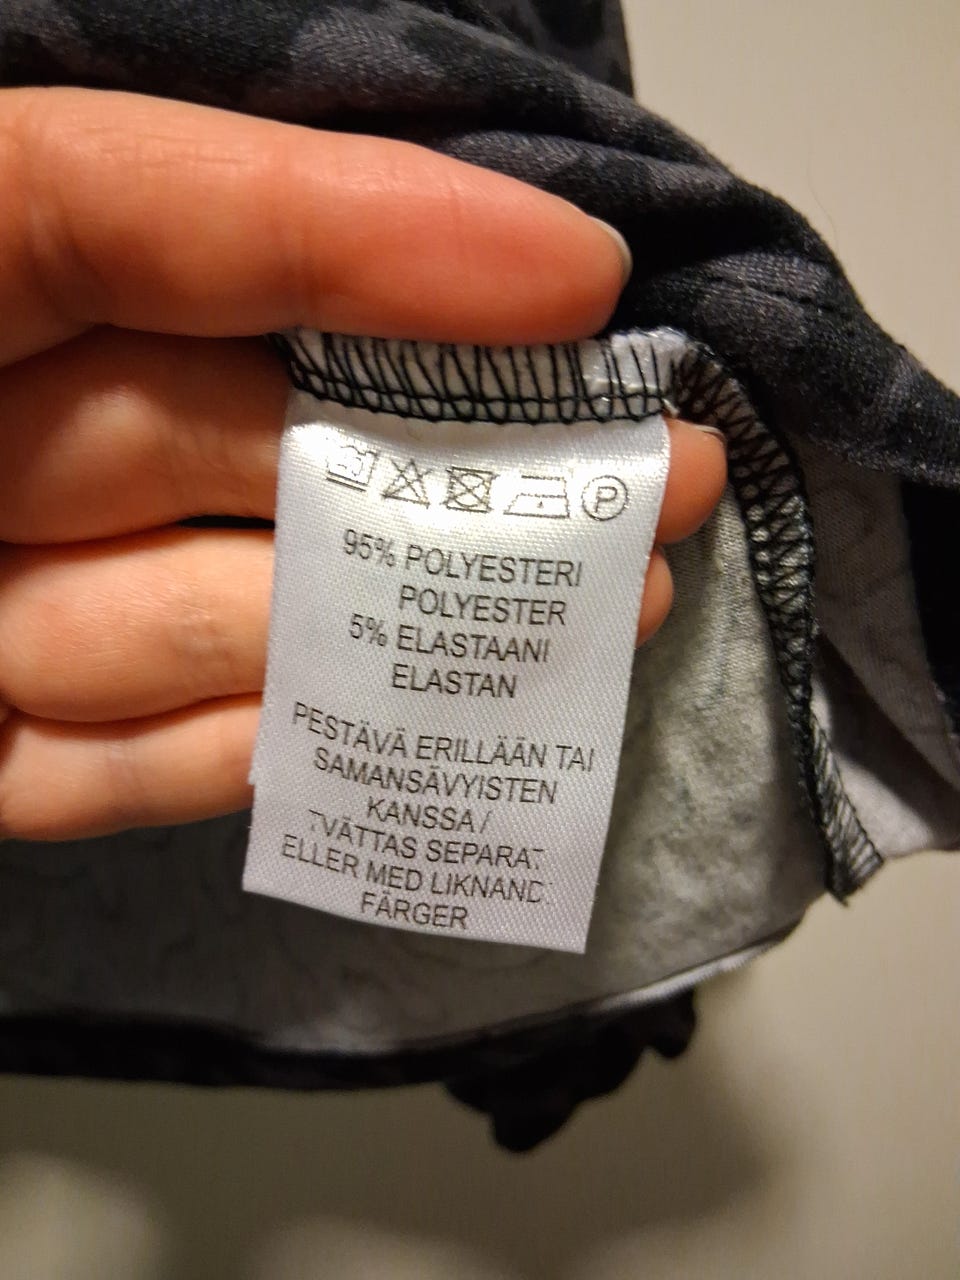 P
95% POLYESTERI
POLYESTER
5% ELASTAANI
ELASTAN
PESTÄVÄ ERILLÄÄN TAI
SAMANSÄVYISTEN
KANSSA /
TVÄTTAS SEPARAT
ELLER MED LIKNAND
FÄRGER